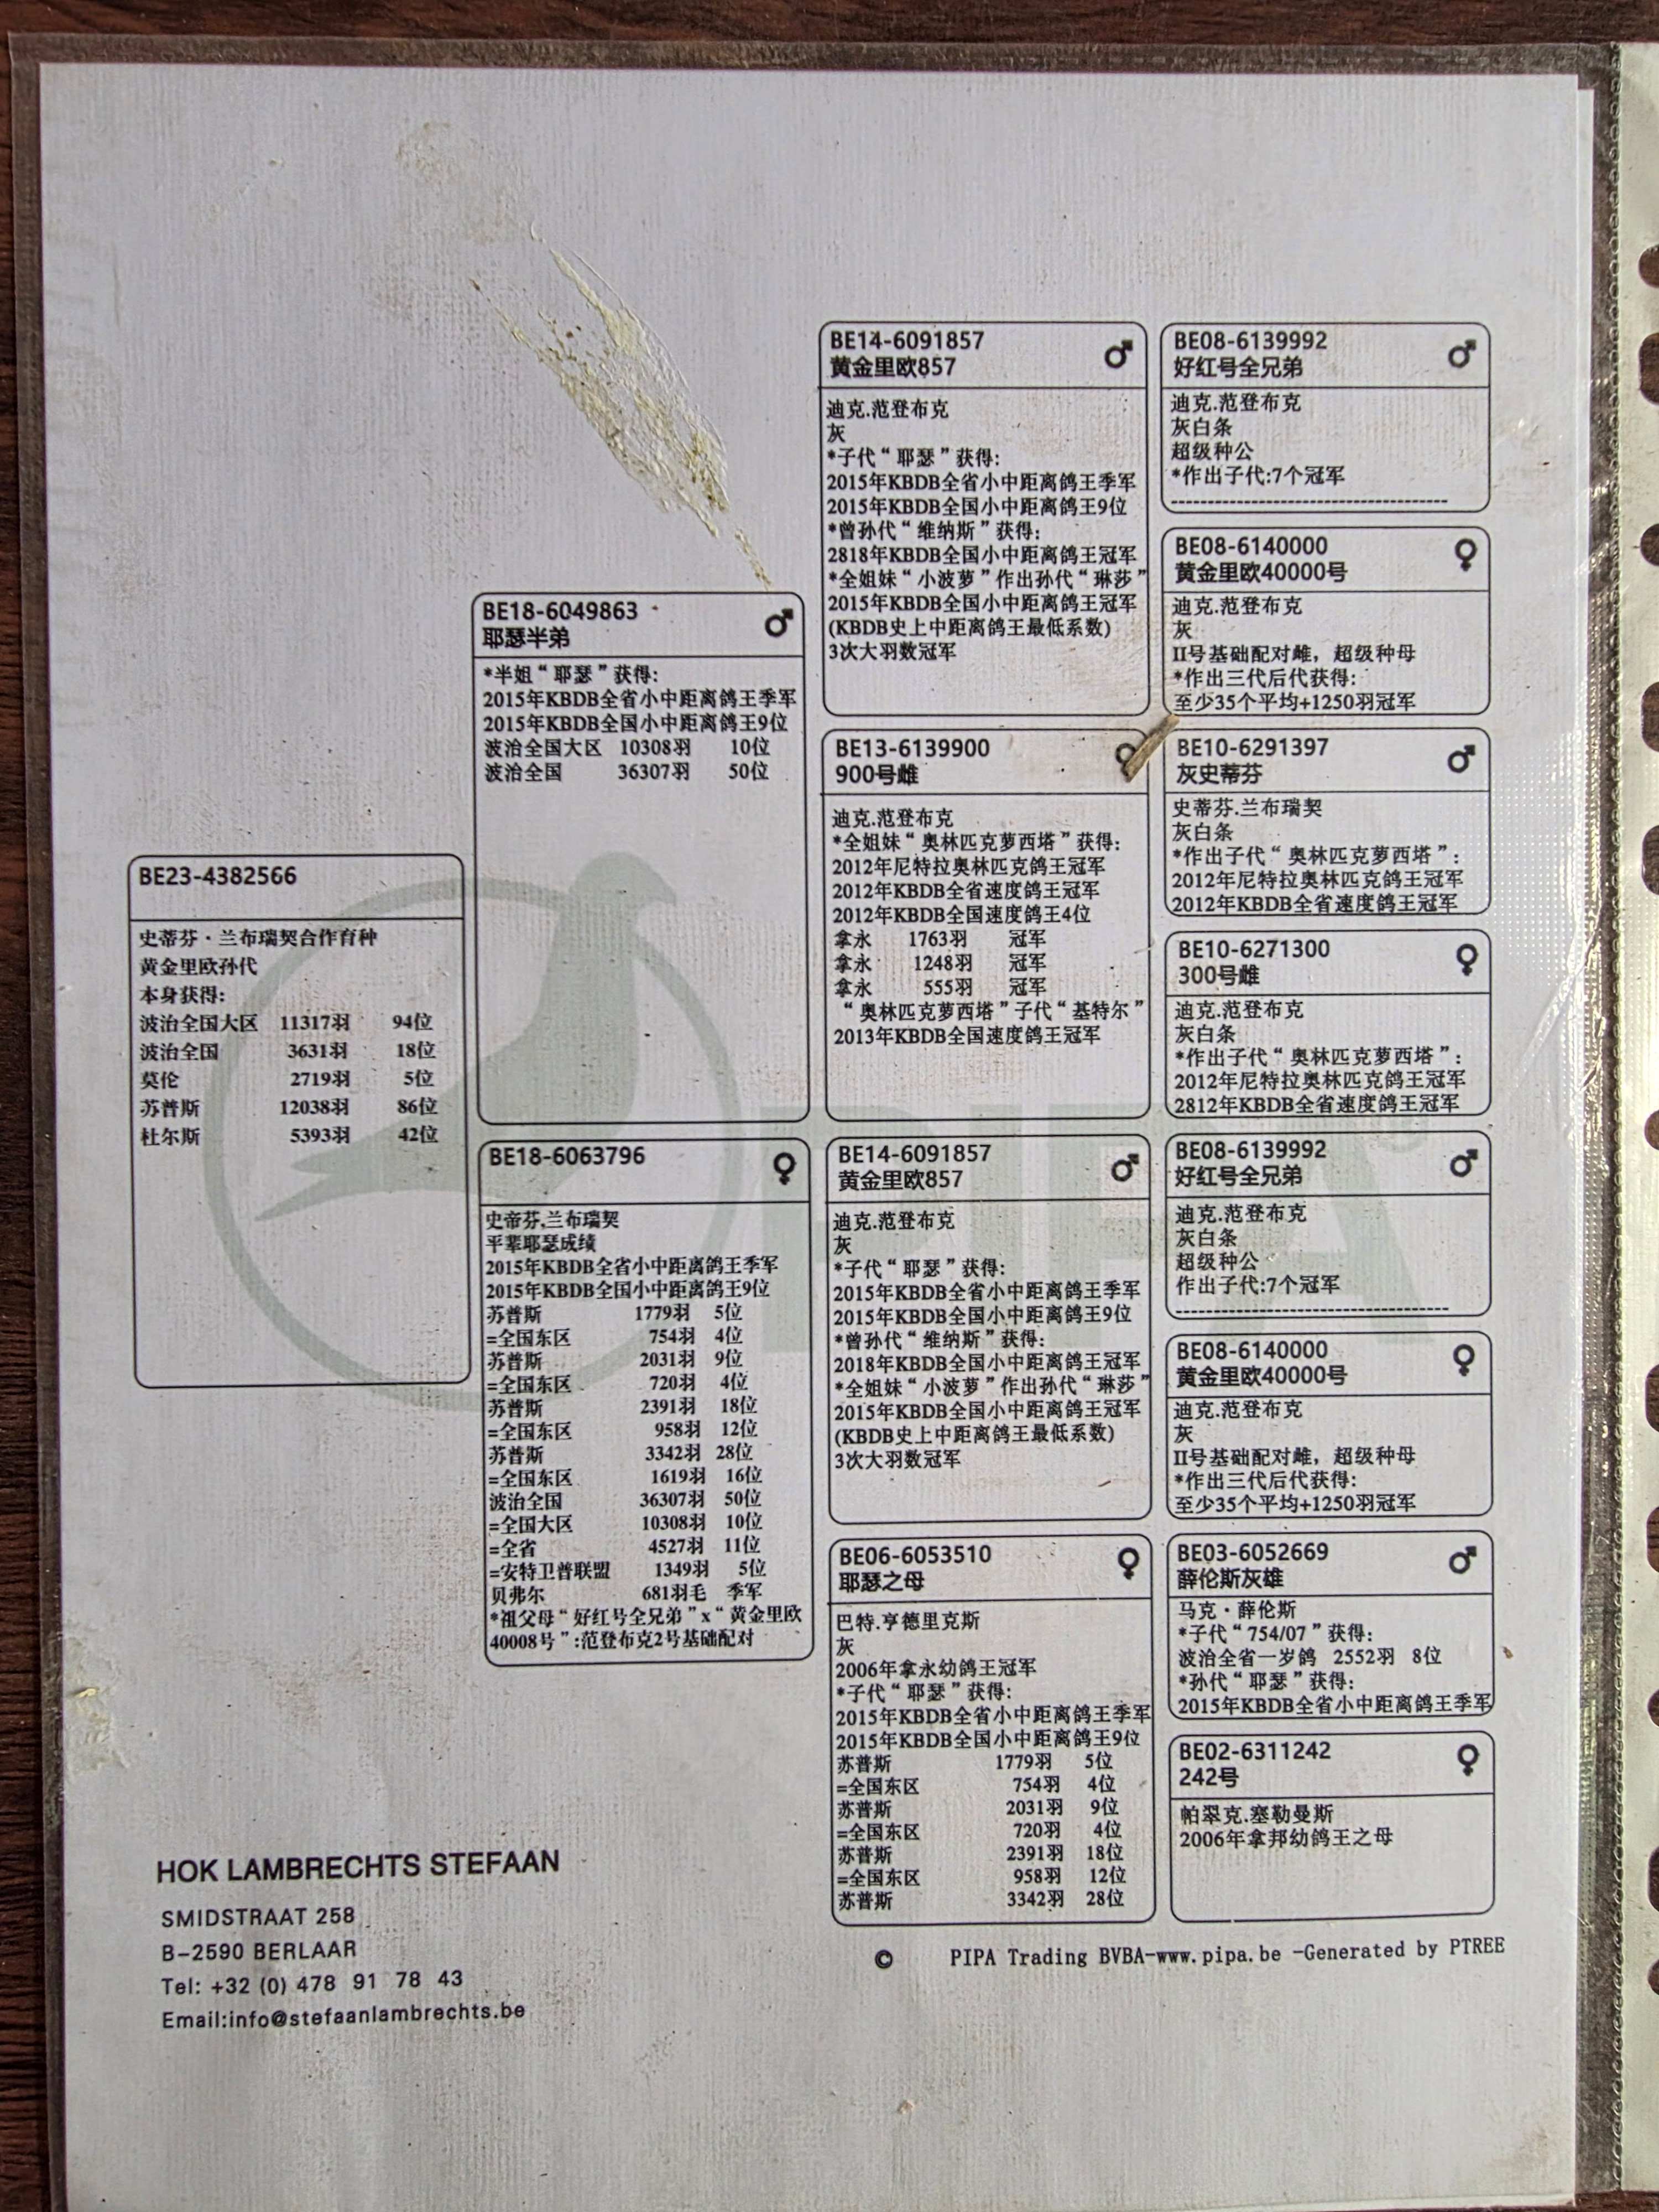 BE23-4382566
史蒂芬·兰布瑞契合作育种
黄金里欧孙代
本身获得:
波治全国大区 11317羽 94位
波治全国 3631羽 18位
莫伦 2719羽 5位
苏普斯 12038羽 86位
杜尔斯 5393羽 42位
BE18-6049863
耶瑟半弟
*半姐“耶瑟”获得:
2015年KBDB全省小中距离鸽王季军
2015年KBDB全国小中距离鸽王9位
波治全国大区 10308羽 10位
波治全国 36307羽 50位
BE18-6063796
史帝芬.兰布瑞契
平辈耶瑟成绩
2015年KBDB全省小中距离鸽王季军
2015年KBDB全国小中距离鸽王9位
苏普斯 1779羽 5位
=全国东区 754羽 4位
苏普斯 2031羽 9位
=全国东区 720羽 4位
苏普斯 2391羽 18位
=全国东区 958羽 12位
苏普斯 3342羽 28位
=全国东区 1619羽 16位
波治全国 36307羽 50位
=全国大区 10308羽 10位
=全省 4527羽 11位
=安特卫普联盟 1349羽 5位
贝弗尔 681羽毛 季军
*祖父母“好红号全兄弟”x“黄金里欧
40008号”:范登布克2号基础配对
BE14-6091857
黄金里欧857
迪克.范登布克
灰
*子代“耶瑟”获得:
2015年KBDB全省小中距离鸽王季军
2015年KBDB全国小中距离鸽王9位
*曾孙代“维纳斯”获得:
2818年KBDB全国小中距离鸽王冠军
*全姐妹“小波萝”作出孙代“琳莎”
2015年KBDB全国小中距离鸽王冠军
(KBDB史上中距离鸽王最低系数)
3次大羽数冠军
BE13-6139900
900号雌
迪克.范登布克
*全姐妹“奥林匹克萝西塔”获得:
2012年尼特拉奥林匹克鸽王冠军
2012年KBDB全省速度鸽王冠军
2012年KBDB全国速度鸽王4位
拿永 1763羽 冠军
拿永 1248羽 冠军
拿永 555羽 冠军
“奥林匹克萝西塔”子代“基特尔”
2013年KBDB全国速度鸽王冠军
BE14-6091857
黄金里欧857
迪克.范登布克
灰
*子代“耶瑟”获得:
2015年KBDB全省小中距离鸽王季军
2015年KBDB全国小中距离鸽王9位
*曾孙代“维纳斯”获得:
2018年KBDB全国小中距离鸽王冠军
*全姐妹“小波萝”作出孙代“琳莎”
2015年KBDB全国小中距离鸽王冠军
(KBDB史上中距离鸽王最低系数)
3次大羽数冠军
BE06-6053510
耶瑟之母
巴特.亨德里克斯
灰
2006年拿永幼鸽王冠军
*子代“耶瑟”获得:
2015年KBDB全省小中距离鸽王季军
2015年KBDB全国小中距离鸽王9位
苏普斯 1779羽 5位
=全国东区 754羽 4位
苏普斯 2031羽 9位
=全国东区 720羽 4位
苏普斯 2391羽 18位
=全国东区 958羽 12位
苏普斯 3342羽 28位
BE08-6139992
好红号全兄弟
迪克.范登布克
灰白条
超级种公
*作出子代:7个冠军
BE08-6140000
黄金里欧40000号
迪克.范登布克
灰
II号基础配对雌，超级种母
*作出三代后代获得:
至少35个平均+1250羽冠军
BE10-6291397
灰史蒂芬
史蒂芬.兰布瑞契
灰白条
*作出子代“奥林匹克萝西塔”:
2012年尼特拉奥林匹克鸽王冠军
2012年KBDB全省速度鸽王冠军
BE10-6271300
300号雌
迪克.范登布克
灰白条
*作出子代“奥林匹克萝西塔”:
2012年尼特拉奥林匹克鸽王冠军
2812年KBDB全省速度鸽王冠军
BE08-6139992
好红号全兄弟
迪克.范登布克
灰白条
超级种公
作出子代:7个冠军
BE08-6140000
黄金里欧40000号
迪克.范登布克
灰
II号基础配对雌，超级种母
*作出三代后代获得:
至少35个平均+1250羽冠军
BE03-6052669
薛伦斯灰雄
马克·薛伦斯
*子代“754/07”获得:
波治全省一岁鸽 2552羽 8位
*孙代“耶瑟”获得:
2015年KBDB全省小中距离鸽王季军
BE02-6311242
242号
帕翠克.塞勒曼斯
2006年拿邦幼鸽王之母
HOK LAMBRECHTS STEFAAN
SMIDSTRAAT 258
B-2590 BERLAAR
Tel: +32 (0) 478 91 78 43
Email:info@stefaanlambrechts.be
© PIPA Trading BVBA-www.pipa.be -Generated by PTREE
PIPA